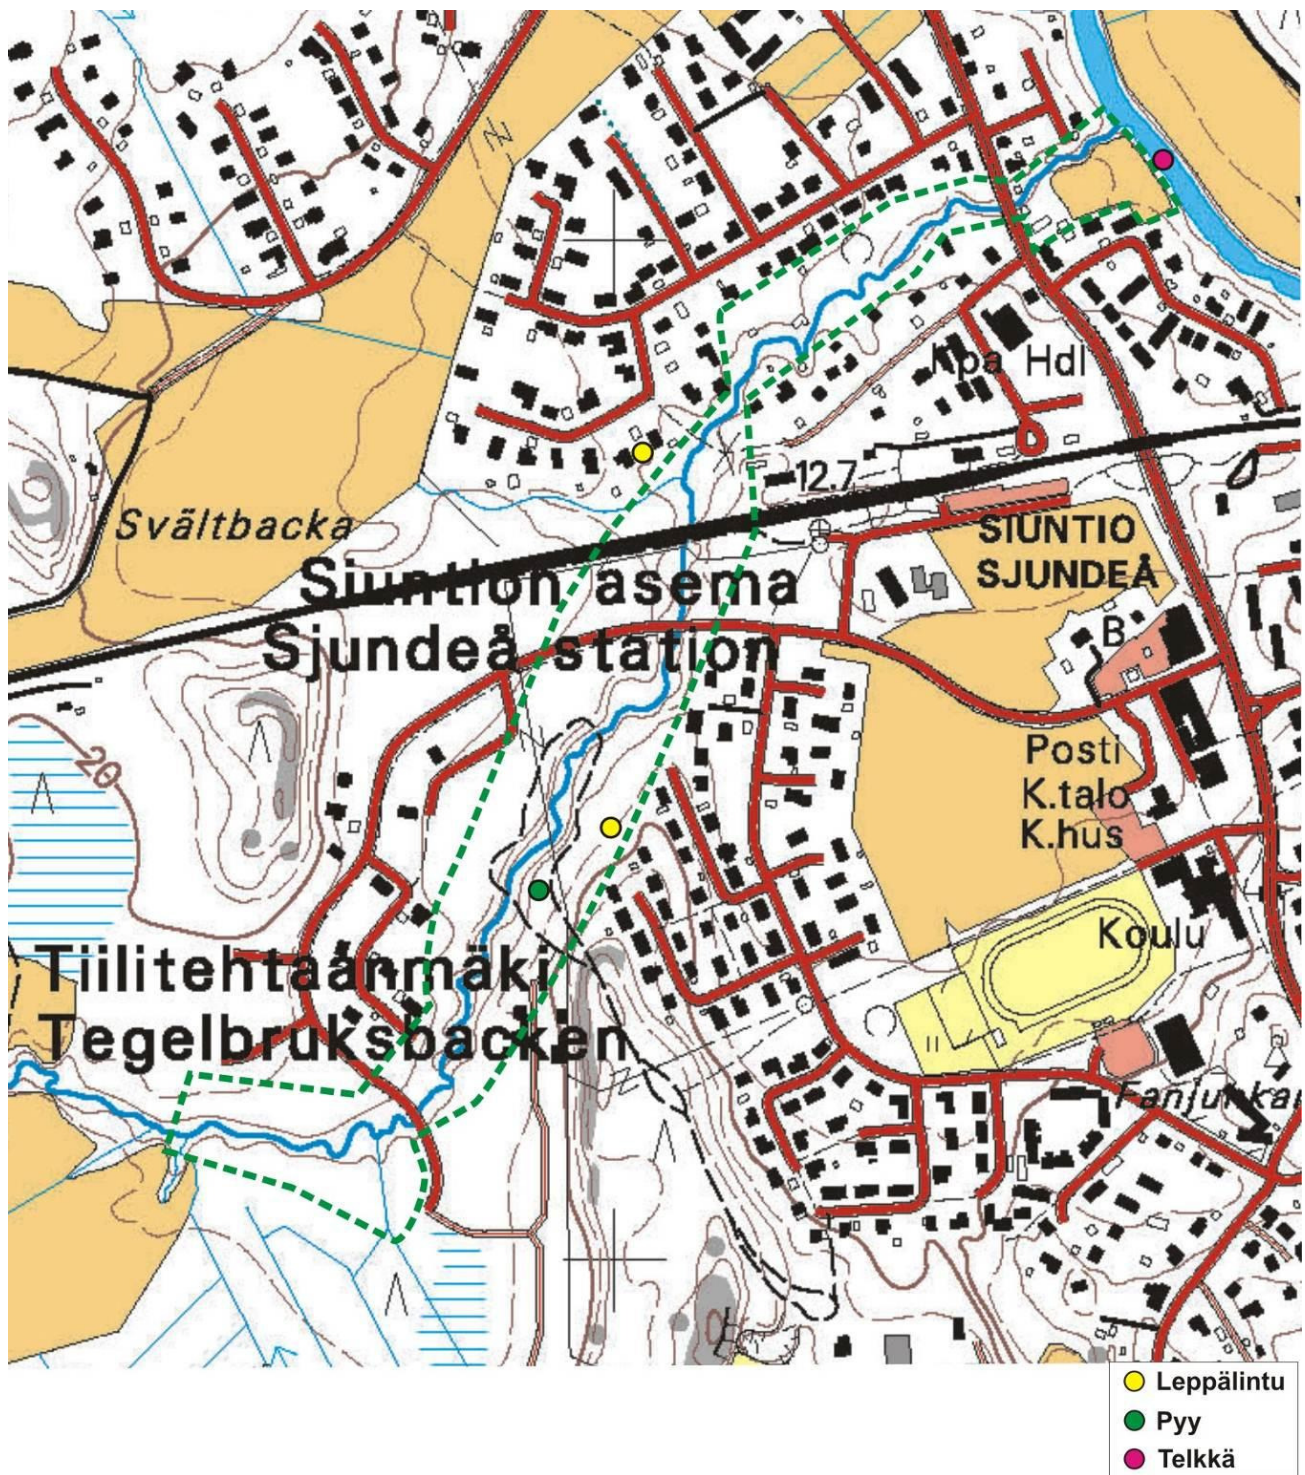 Kpa Hdl
12.7
Svältbacka
SIUNTIO
SJUNDEÅ
Siuntion asema
Sjundeå station
B
20
Posti
K.talo
K.hus
Koulu
Tiilitehtaanmäki
Tegelbruksbacken
Leppälintu
Pyy
Telkkä